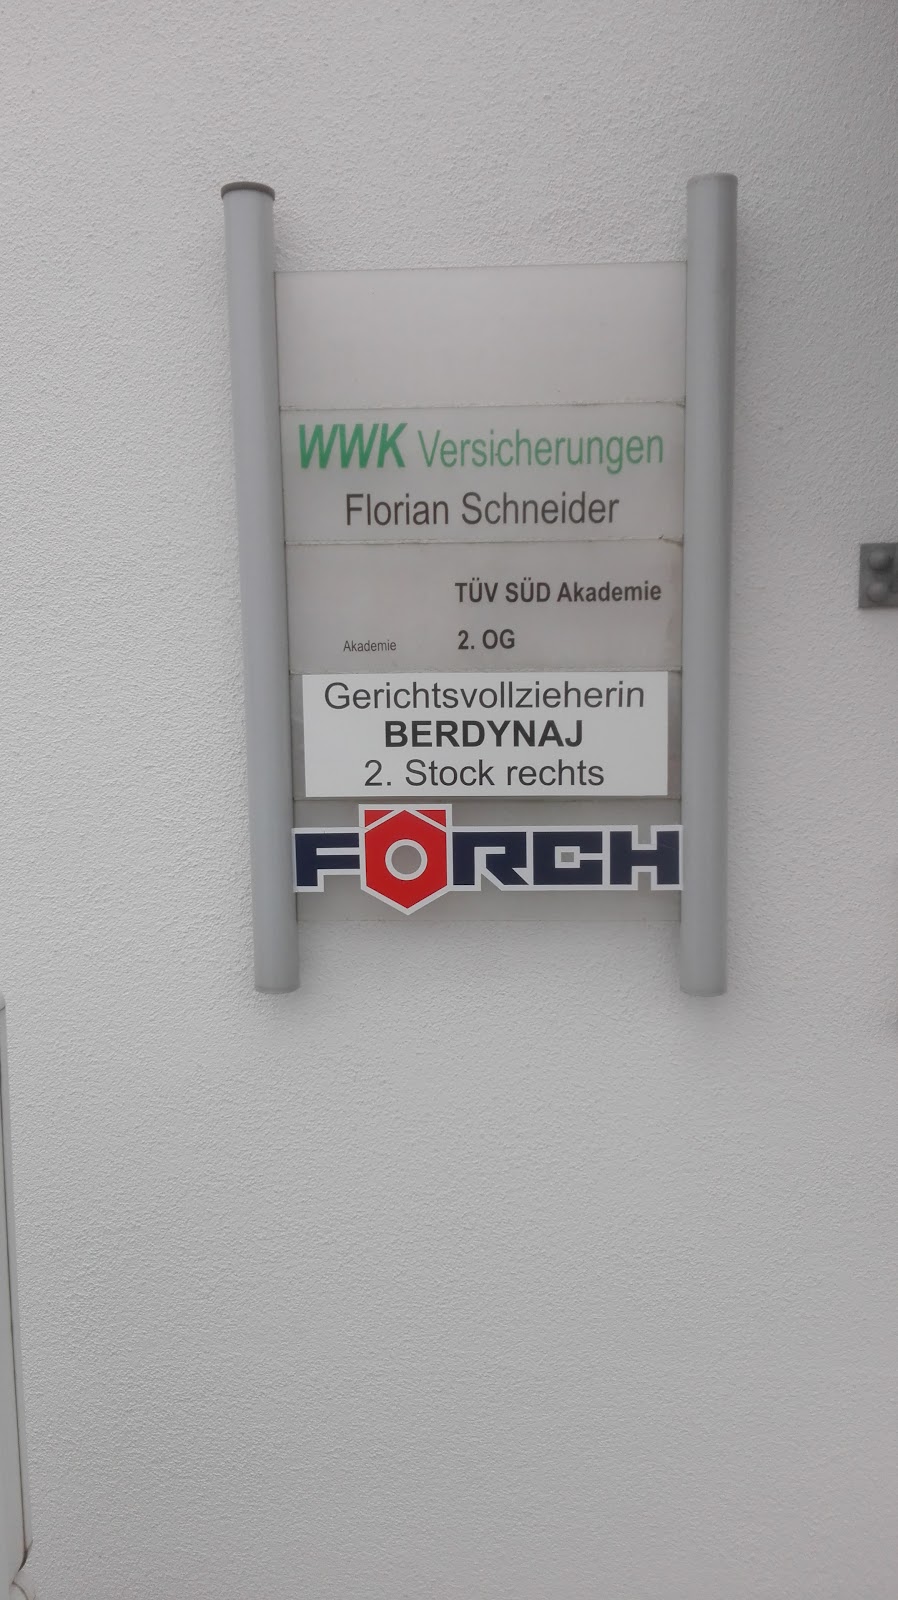 WWK Versicherungen
Florian Schneider
TÜV SÜD Akademie
Akademie 2. OG
Gerichtsvollzieherin
BERDYNAJ
2. Stock rechts
FÖRCH